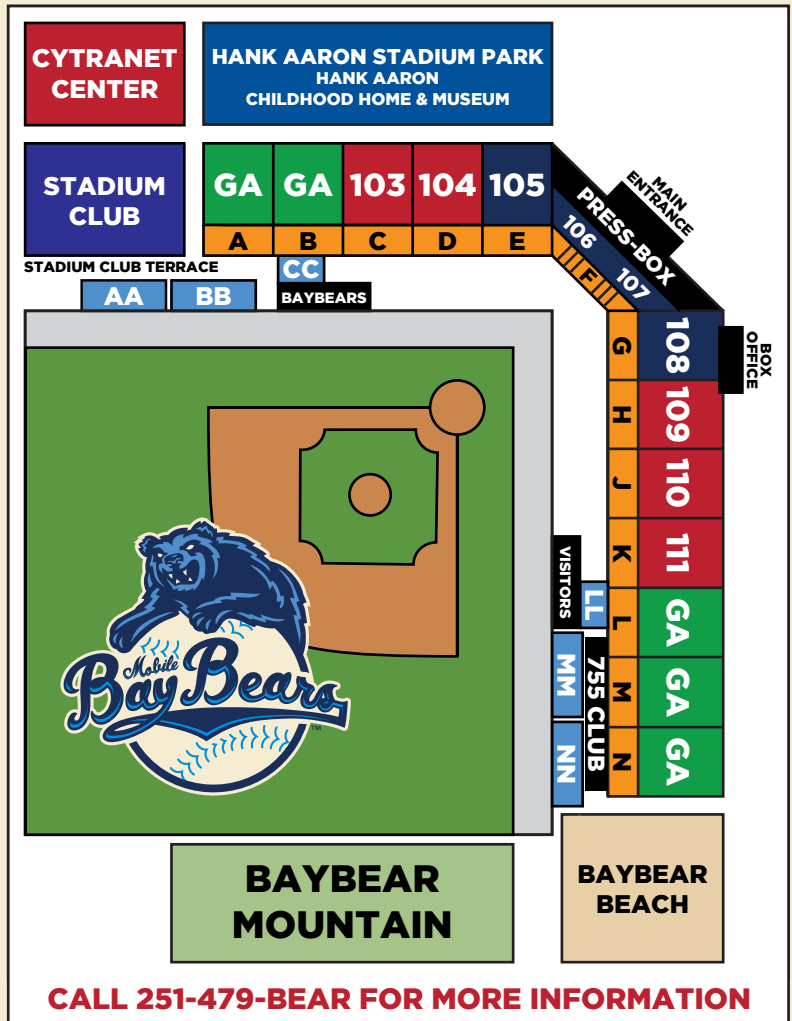 CYTRANET
CENTER
HANK AARON STADIUM PARK
HANK AARON
CHILDHOOD HOME & MUSEUM
STADIUM
CLUB
GA
GA
103
104
105
A
B
C
D
E
MAIN
ENTRANCE
PRESS-BOX
106
107
F
STADIUM CLUB TERRACE
AA
BB
CC
BAYBEARS
108
BOX
OFFICE
G
H
109
J
110
K
111
VISITORS
LL
L
GA
MM
755 CLUB
M
GA
NN
N
GA
Mobile
BayBears
TM
BAYBEAR
MOUNTAIN
BAYBEAR
BEACH
CALL 251-479-BEAR FOR MORE INFORMATION